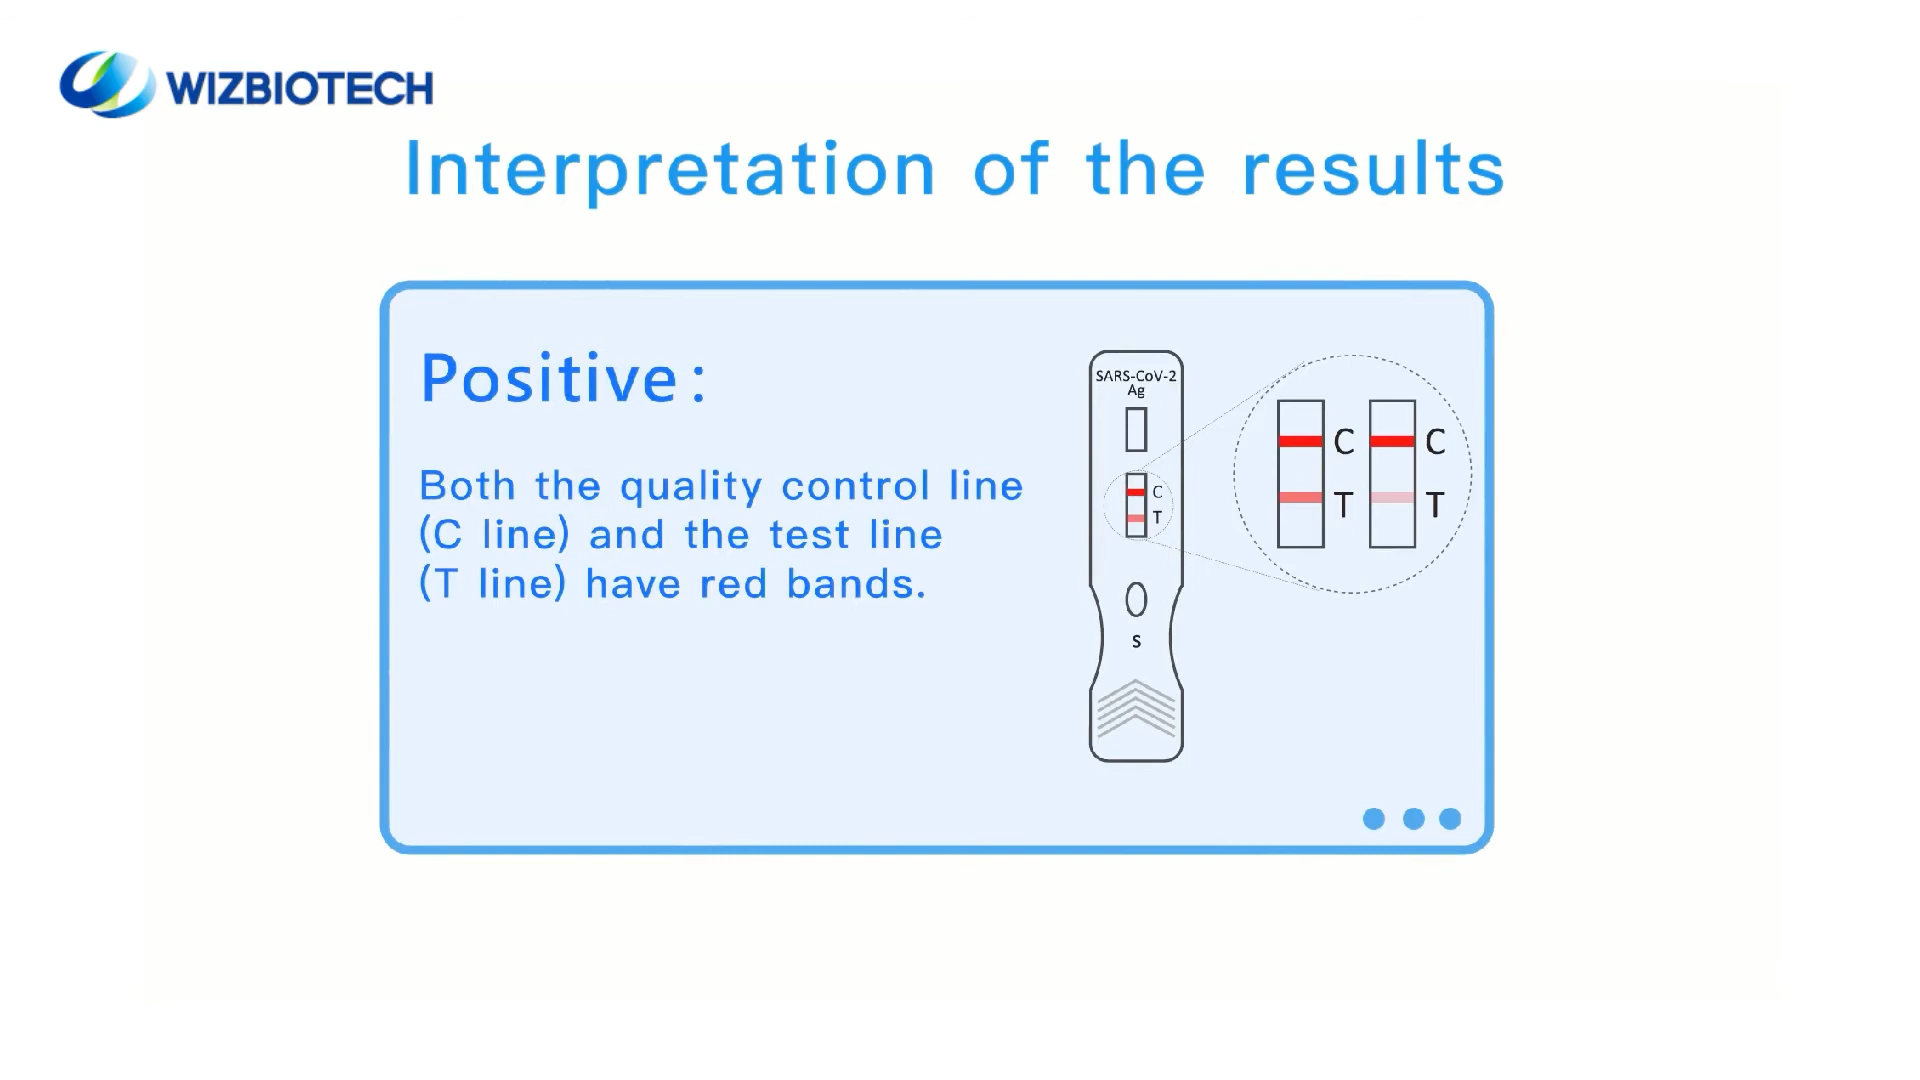 WIZBIOTECH
Interpretation of the results
Positive:
Both the quality control line
(C line) and the test line
(T line) have red bands.
SARS-CoV-2
Ag
C
T
S
C
T
C
T